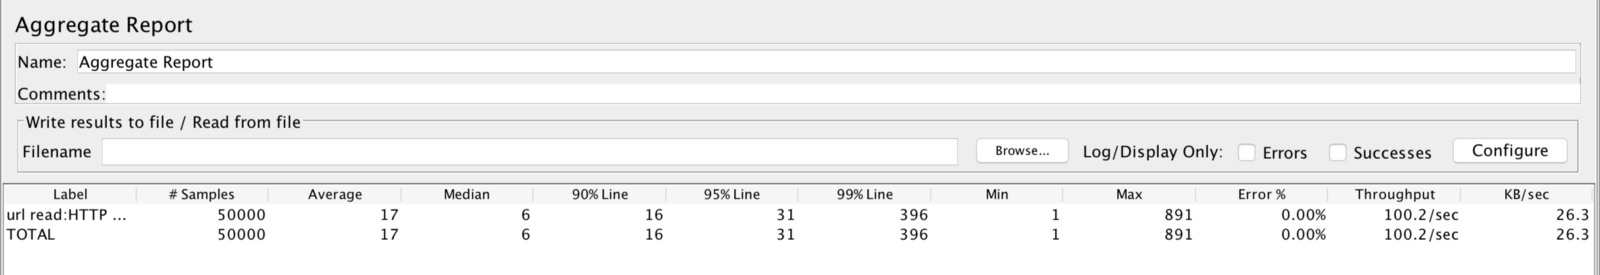 Aggregate Report
Name: Aggregate Report
Comments:
Write results to file / Read from file
Filename Browse... Log/Display Only: Errors Successes Configure
Label # Samples Average Median 90% Line 95% Line 99% Line Min Max Error % Throughput KB/sec
url read:HTTP ... 50000 17 6 16 31 396 1 891 0.00% 100.2/sec 26.3
TOTAL 50000 17 6 16 31 396 1 891 0.00% 100.2/sec 26.3